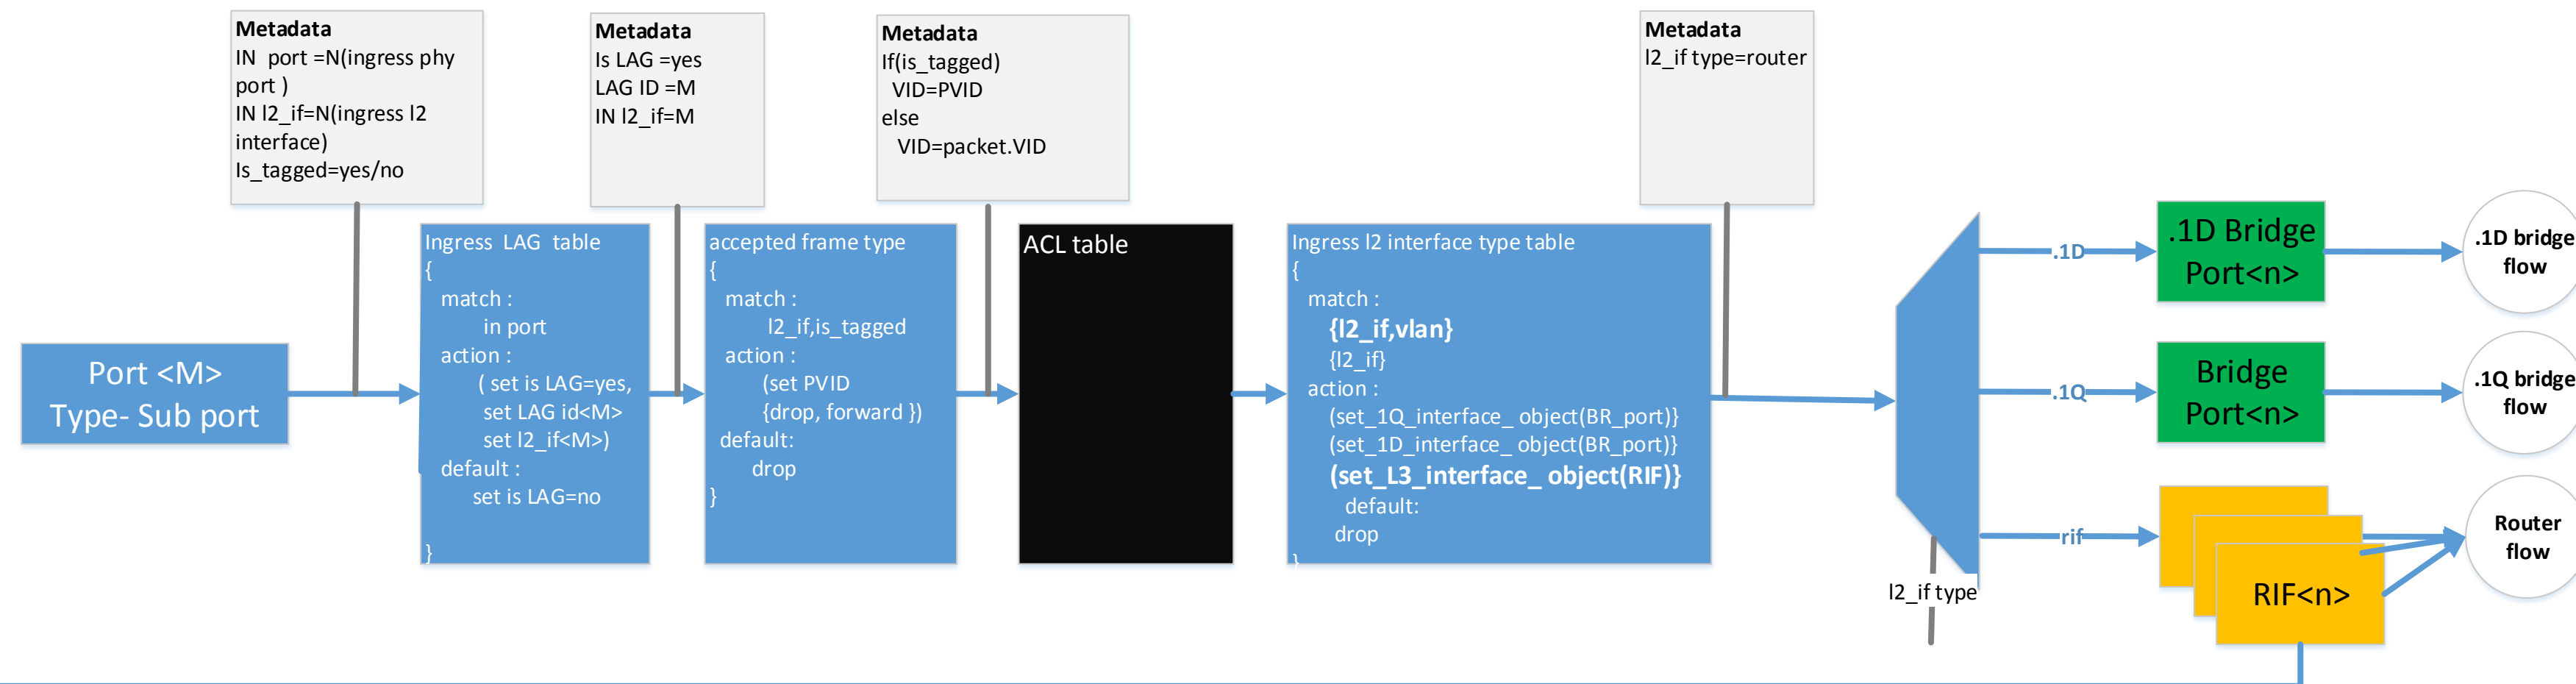 Metadata
IN port =N(ingress phy
port )
IN l2_if=N(ingress l2
interface)
Is_tagged=yes/no
Metadata
Is LAG =yes
LAG ID =M
IN l2_if=M
Metadata
If(is_tagged)
VID=PVID
else
VID=packet.VID
Metadata
l2_if type=router
Port <M>
Type- Sub port
Ingress LAG table
{
match :
in port
action :
( set is LAG=yes,
set LAG id<M>
set l2_if<M>)
default :
set is LAG=no
}
accepted frame type
{
match :
l2_if,is_tagged
action :
(set PVID
{drop, forward })
default:
drop
}
ACL table
Ingress l2 interface type table
{
match :
{l2_if,vlan}
{l2_if}
action :
(set_1Q_interface_ object(BR_port)}
(set_1D_interface_ object(BR_port)}
(set_L3_interface_ object(RIF)}
default:
drop
}
l2_if type
.1D
.1D Bridge
Port<n>
.1D bridge
flow
.1Q
Bridge
Port<n>
.1Q bridge
flow
rif
RIF<n>
Router
flow